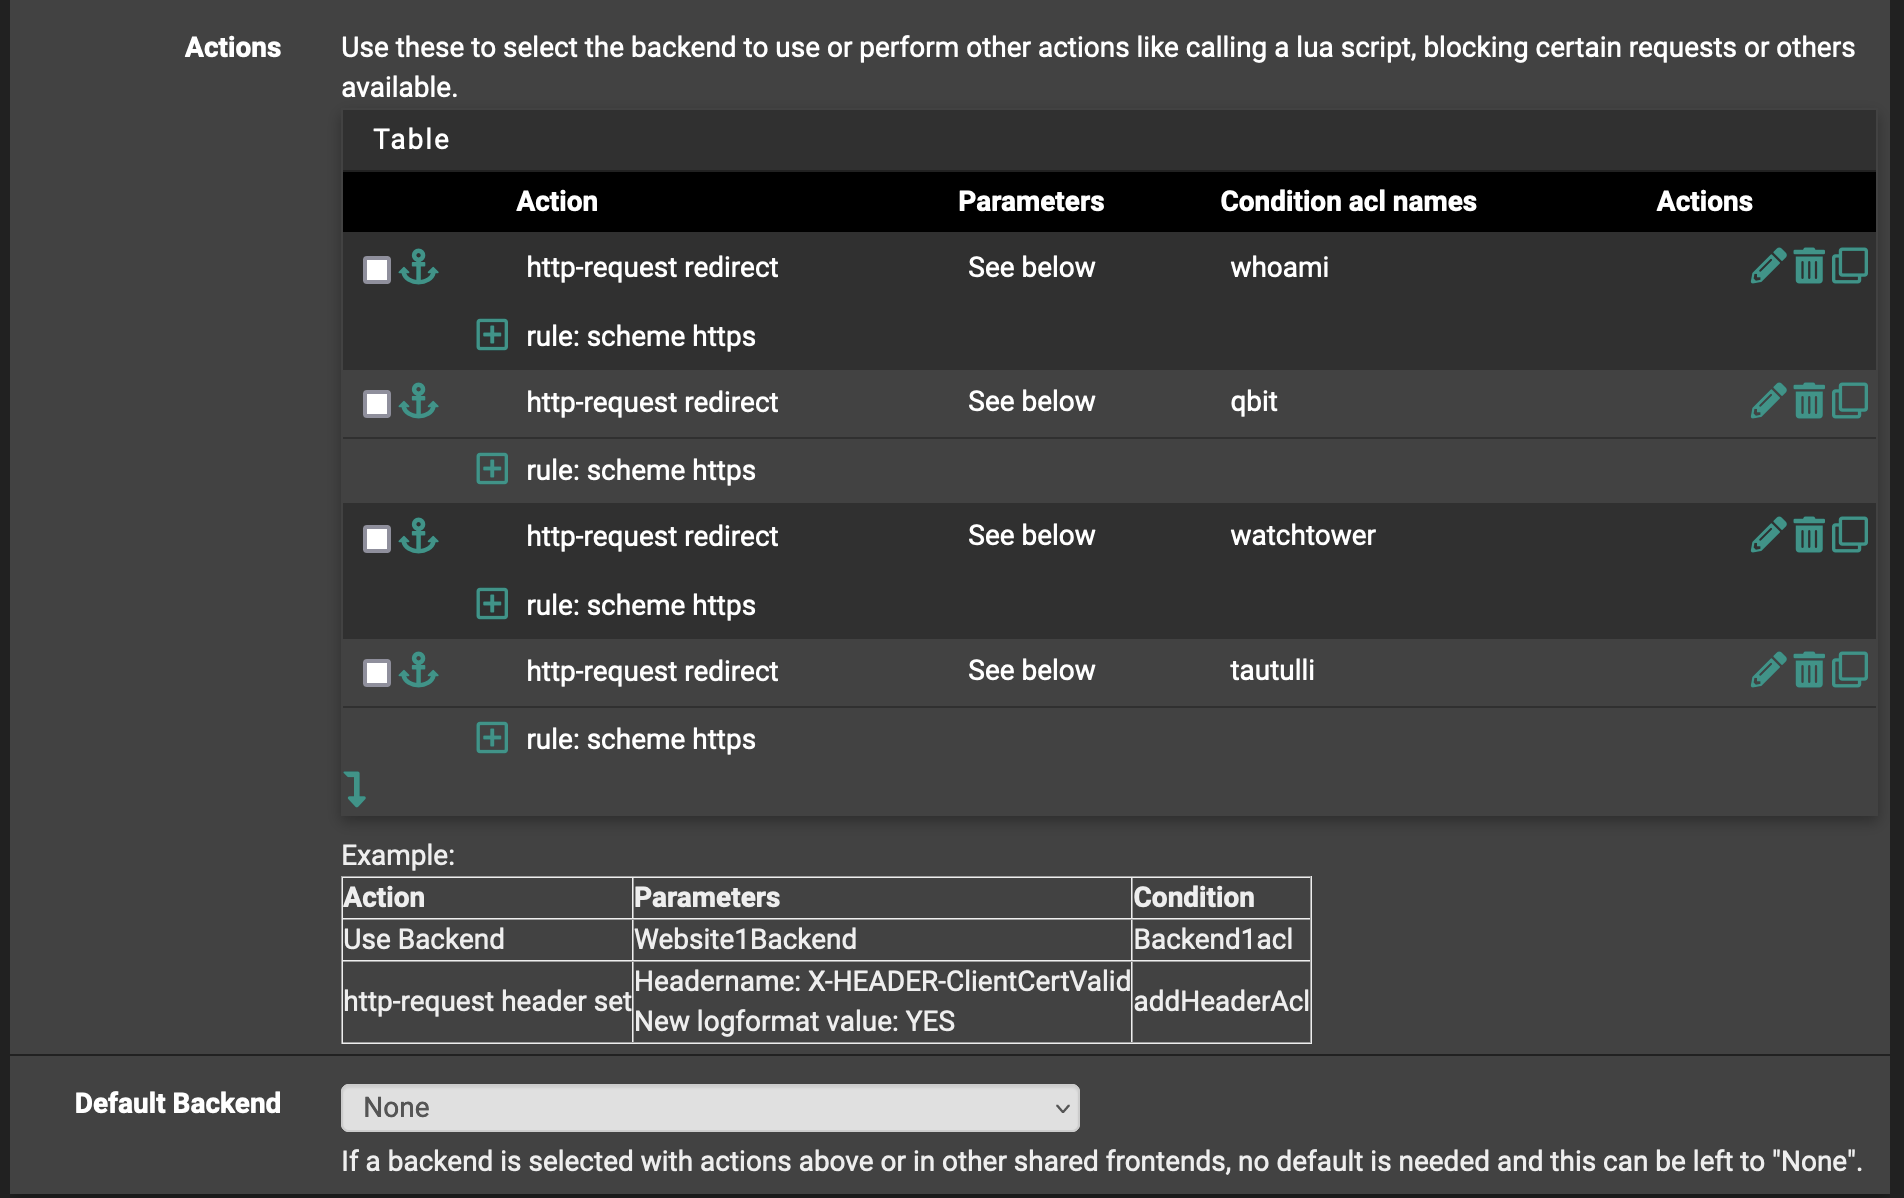 Actions
Use these to select the backend to use or perform other actions like calling a lua script, blocking certain requests or others
available.
Table
Action Parameters Condition acl names Actions
http-request redirect See below whoami
rule: scheme https
http-request redirect See below qbit
rule: scheme https
http-request redirect See below watchtower
rule: scheme https
http-request redirect See below tautulli
rule: scheme https
Example:
Action Parameters Condition
Use Backend Website1Backend Backend1acl
http-request header set Headername: X-HEADER-ClientCertValid addHeaderAcl
New logformat value: YES
Default Backend
None
If a backend is selected with actions above or in other shared frontends, no default is needed and this can be left to "None".